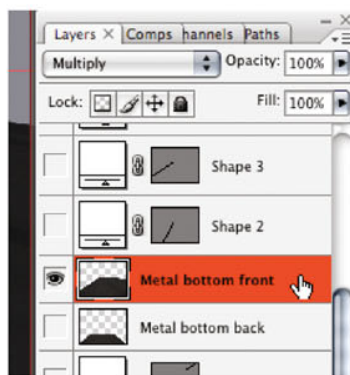 Layers × Comps hannels Paths
Multiply Opacity: 100%
Lock: Fill: 100%
Shape 3
Shape 2
Metal bottom front
Metal bottom back